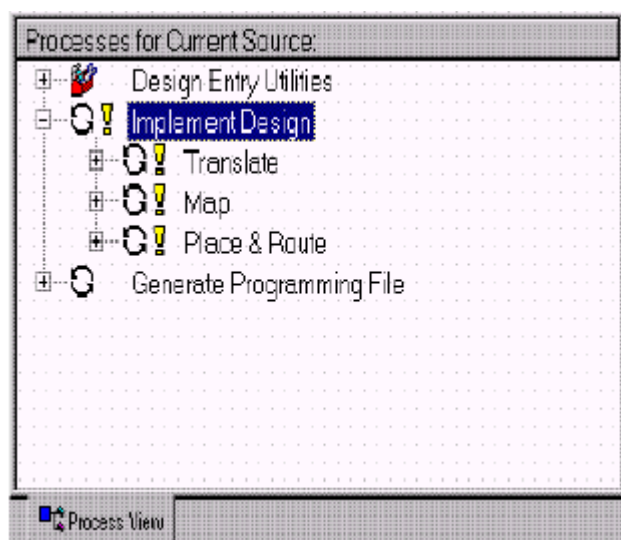 Processes for Current Source:
Design Entry Utilities
Implement Design
Translate
Map
Place & Route
Generate Programming File
Process View